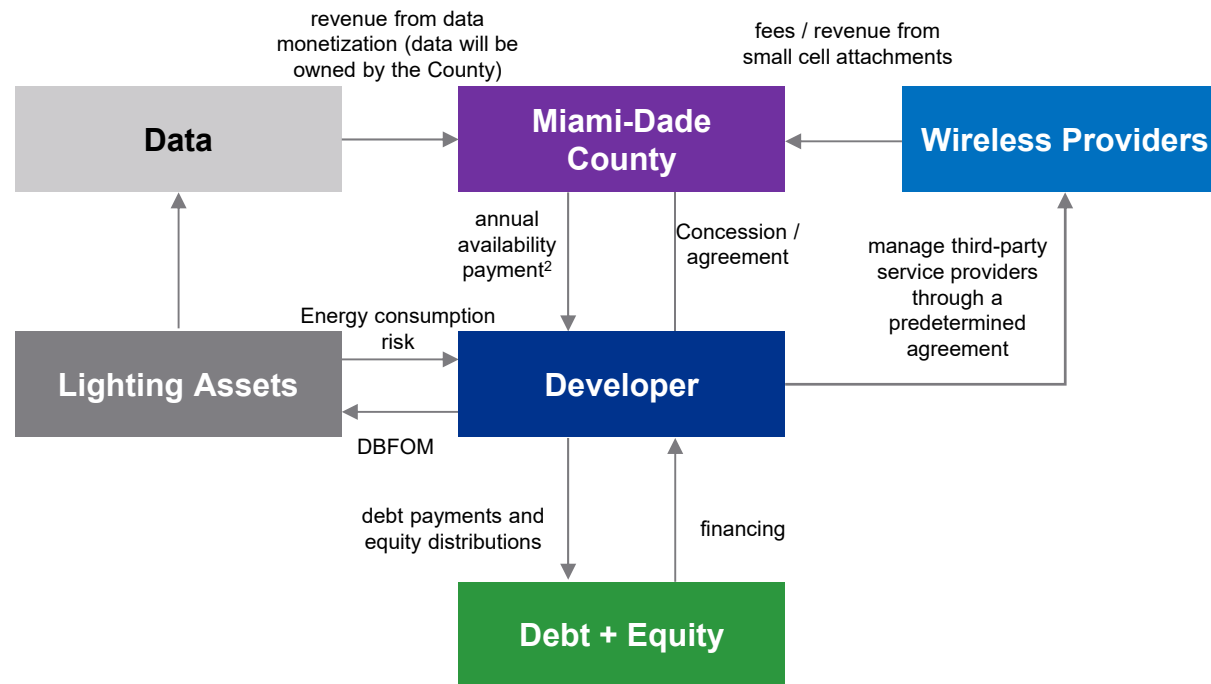 revenue from data
monetization (data will be
owned by the County)
fees / revenue from
small cell attachments
Data
Miami-Dade
County
Wireless Providers
annual
availability
payment²
Concession /
agreement
manage third-party
service providers
through a
predetermined
agreement
Energy consumption
risk
Lighting Assets
Developer
DBFOM
debt payments and
equity distributions
financing
Debt + Equity